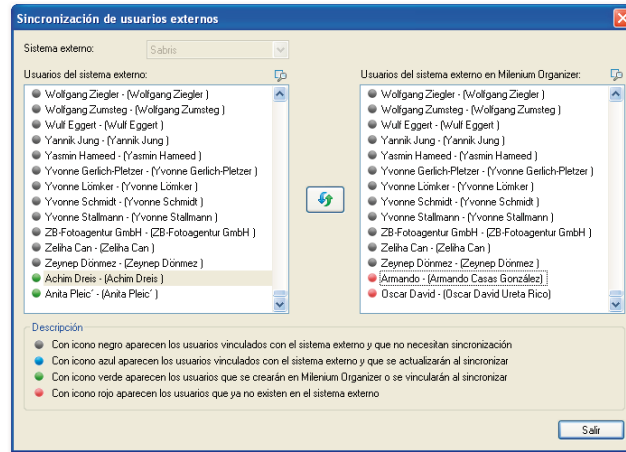 Sincronización de usuarios externos
Sistema externo:
Sabris
Usuarios del sistema externo:
Wolfgang Ziegler - (Wolfgang Ziegler )
Wolfgang Zumsteg - (Wolfgang Zumsteg )
Wulf Eggert - (Wulf Eggert )
Yannik Jung - (Yannik Jung )
Yasmin Hameed - (Yasmin Hameed )
Yvonne Gerlich-Pletzer - (Yvonne Gerlich-Pletzer )
Yvonne Lömker - (Yvonne Lömker )
Yvonne Schmidt - (Yvonne Schmidt )
Yvonne Stallmann - (Yvonne Stallmann )
ZB-Fotoagentur GmbH - (ZB-Fotoagentur GmbH )
Zeliha Can - (Zeliha Can )
Zeynep Dönmez - (Zeynep Dönmez )
Achim Dreis - (Achim Dreis )
Anita Pleic´ - (Anita Pleic´ )
Usuarios del sistema externo en Milenium Organizer:
Wolfgang Ziegler - (Wolfgang Ziegler )
Wolfgang Zumsteg - (Wolfgang Zumsteg )
Wulf Eggert - (Wulf Eggert )
Yannik Jung - (Yannik Jung )
Yasmin Hameed - (Yasmin Hameed )
Yvonne Gerlich-Pletzer - (Yvonne Gerlich-Pletzer )
Yvonne Lömker - (Yvonne Lömker )
Yvonne Schmidt - (Yvonne Schmidt )
Yvonne Stallmann - (Yvonne Stallmann )
ZB-Fotoagentur GmbH - (ZB-Fotoagentur GmbH )
Zeliha Can - (Zeliha Can )
Zeynep Dönmez - (Zeynep Dönmez )
Armando - (Armando Casas González)
Oscar David - (Oscar David Ureta Rico)
Descripción
Con icono negro aparecen los usuarios vinculados con el sistema externo y que no necesitan sincronización
Con icono azul aparecen los usuarios vinculados con el sistema externo y que se actualizarán al sincronizar
Con icono verde aparecen los usuarios que se crearán en Milenium Organizer o se vincularán al sincronizar
Con icono rojo aparecen los usuarios que ya no existen en el sistema externo
Salir